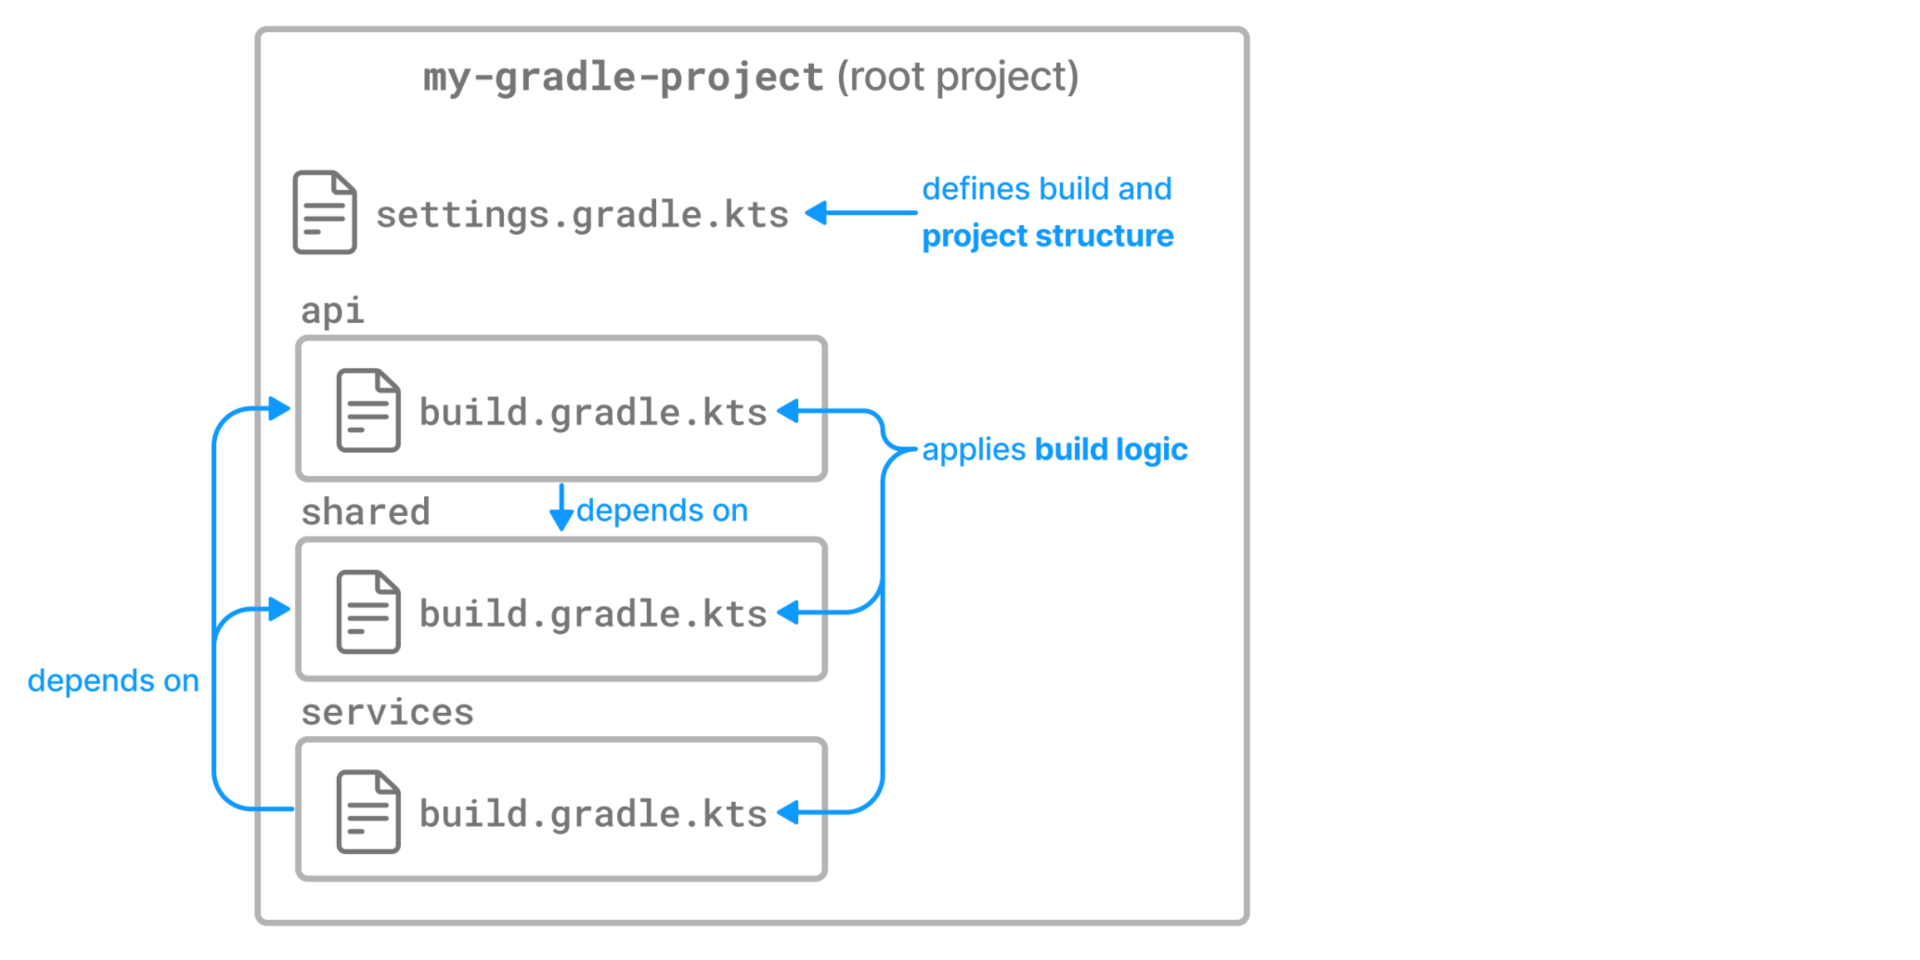 my-gradle-project (root project)
settings.gradle.kts
defines build and
project structure
api
build.gradle.kts
applies build logic
shared
depends on
build.gradle.kts
depends on
services
build.gradle.kts